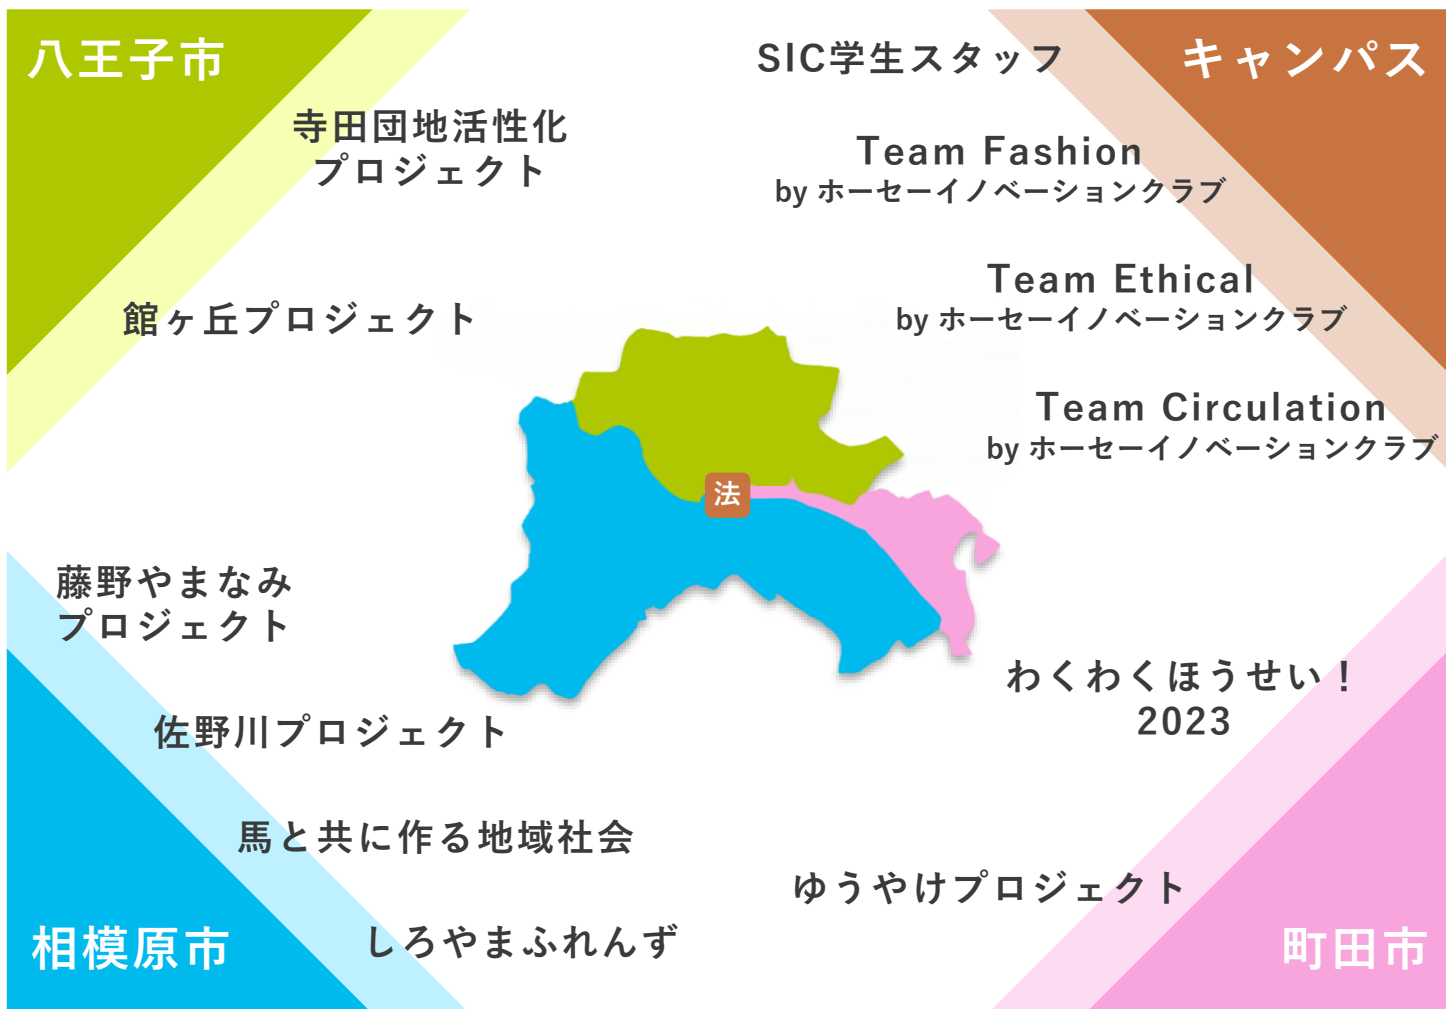 八王子市
寺田団地活性化
プロジェクト
館ヶ丘プロジェクト
キャンパス
SIC学生スタッフ
Team Fashion
by ホーセーイノベーションクラブ
Team Ethical
by ホーセーイノベーションクラブ
Team Circulation
by ホーセーイノベーションクラブ
法
藤野やまなみ
プロジェクト
佐野川プロジェクト
馬と共に作る地域社会
しろやまふれんず
相模原市
わくわくほうせい！
2023
ゆうやけプロジェクト
町田市